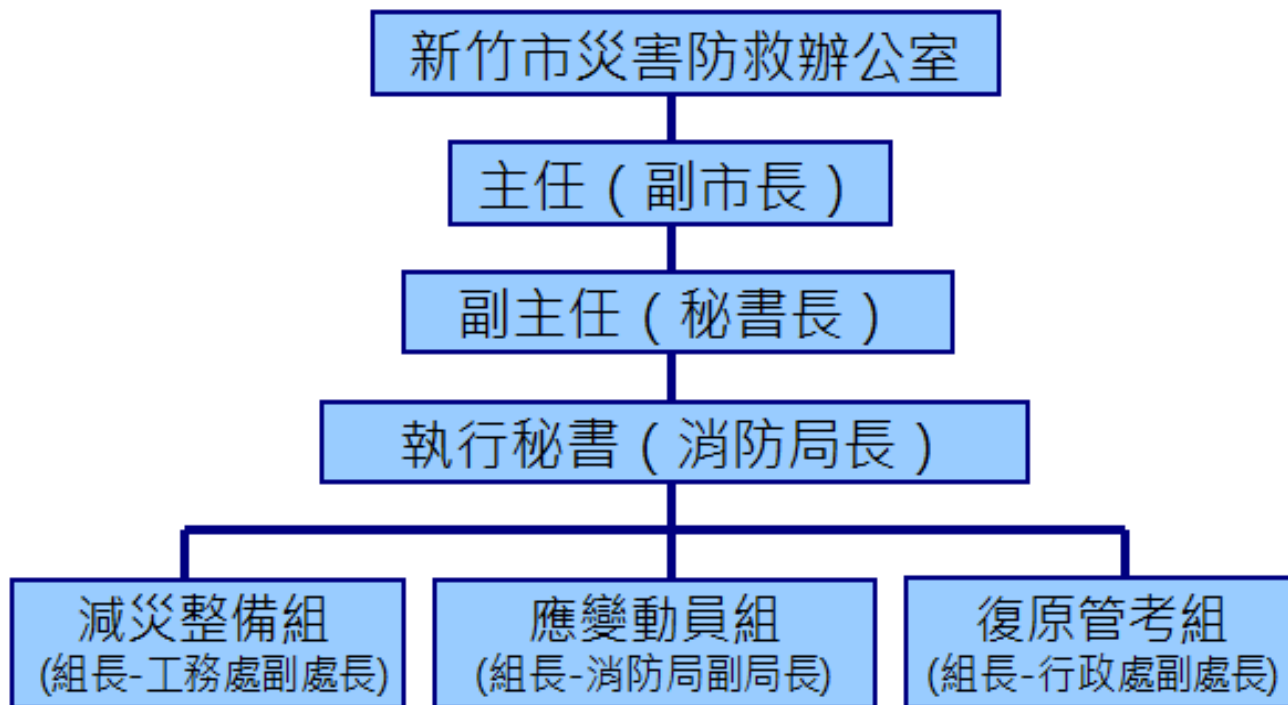 新竹市災害防救辦公室
主任（副市長）
副主任（秘書長）
執行秘書（消防局長）
減災整備組
(組長-工務處副處長)
應變動員組
(組長-消防局副局長)
復原管考組
(組長-行政處副處長)